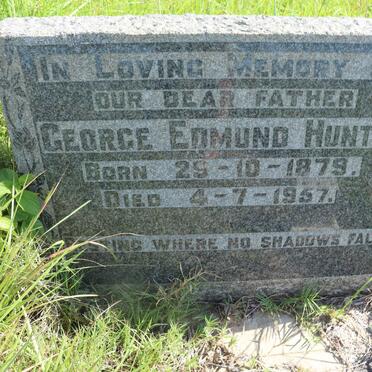 IN LOVING MEMORY
OUR DEAR FATHER
GEORGE EDMUND HUNT
BORN 29-10-1879.
DIED 4-7-1957.
WHERE NO SHADOWS